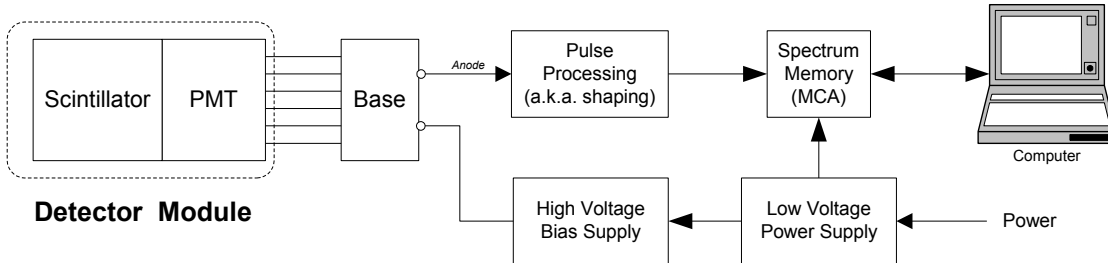 Scintillator
PMT
Base
Anode
Pulse
Processing
(a.k.a. shaping)
Spectrum
Memory
(MCA)
Computer
Detector Module
High Voltage
Bias Supply
Low Voltage
Power Supply
Power